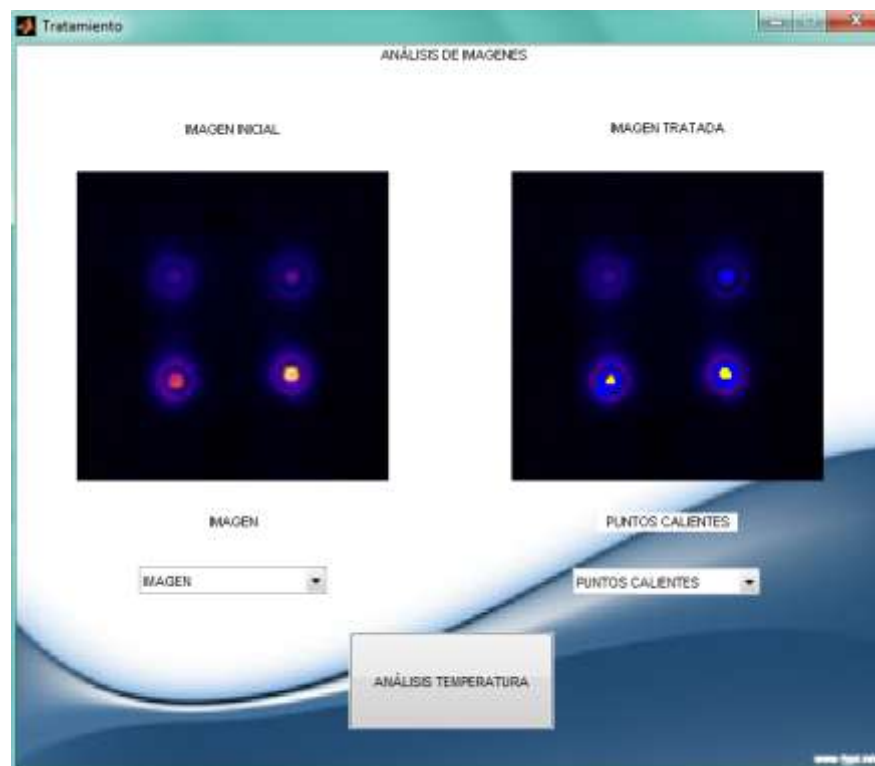 Tratamiento
ANÁLISIS DE IMAGENES
IMAGEN INICIAL
IMAGEN TRATADA
IMAGEN
PUNTOS CALIENTES
IMAGEN
PUNTOS CALIENTES
ANÁLISIS TEMPERATURA